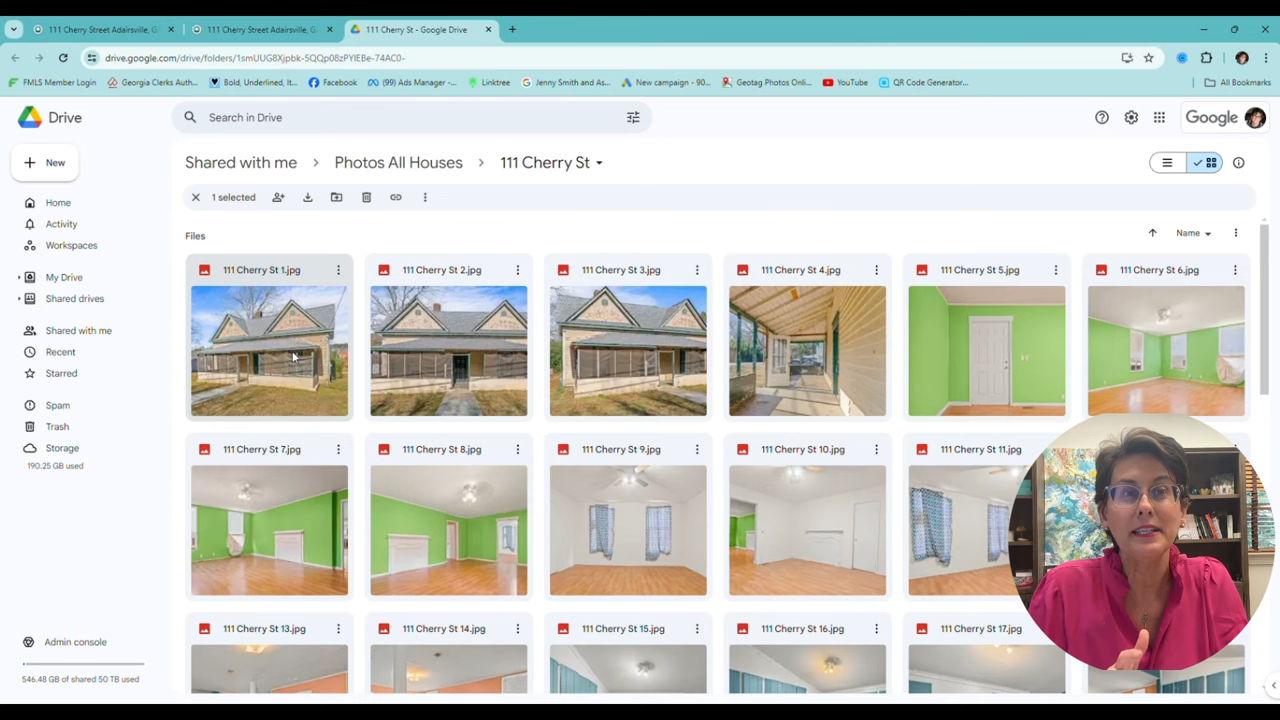 111 Cherry Street Adairsville, G
111 Cherry Street Adairsville, G
111 Cherry St - Google Drive
drive.google.com/drive/folders/1smUUG8Xjpbk-5QQp08zPYlEBe-74AC0-
FMLS Member Login
Georgia Clerks Auth...
Bold, Underlined, It...
Facebook
(99) Ads Manager -...
Linktree
Jenny Smith and As...
New campaign - 90...
Geotag Photos Onli...
YouTube
QR Code Generator...
All Bookmarks
Drive
Search in Drive
Google
New
Shared with me > Photos All Houses > 111 Cherry St
1 selected
Home
Activity
Workspaces
My Drive
Shared drives
Shared with me
Recent
Starred
Spam
Trash
Storage
190.25 GB used
Admin console
546.48 GB of shared 50 TB used
Files
Name
111 Cherry St 1.jpg
111 Cherry St 2.jpg
111 Cherry St 3.jpg
111 Cherry St 4.jpg
111 Cherry St 5.jpg
111 Cherry St 6.jpg
111 Cherry St 7.jpg
111 Cherry St 8.jpg
111 Cherry St 9.jpg
111 Cherry St 10.jpg
111 Cherry St 11.jpg
111 Cherry St 13.jpg
111 Cherry St 14.jpg
111 Cherry St 15.jpg
111 Cherry St 16.jpg
111 Cherry St 17.jpg